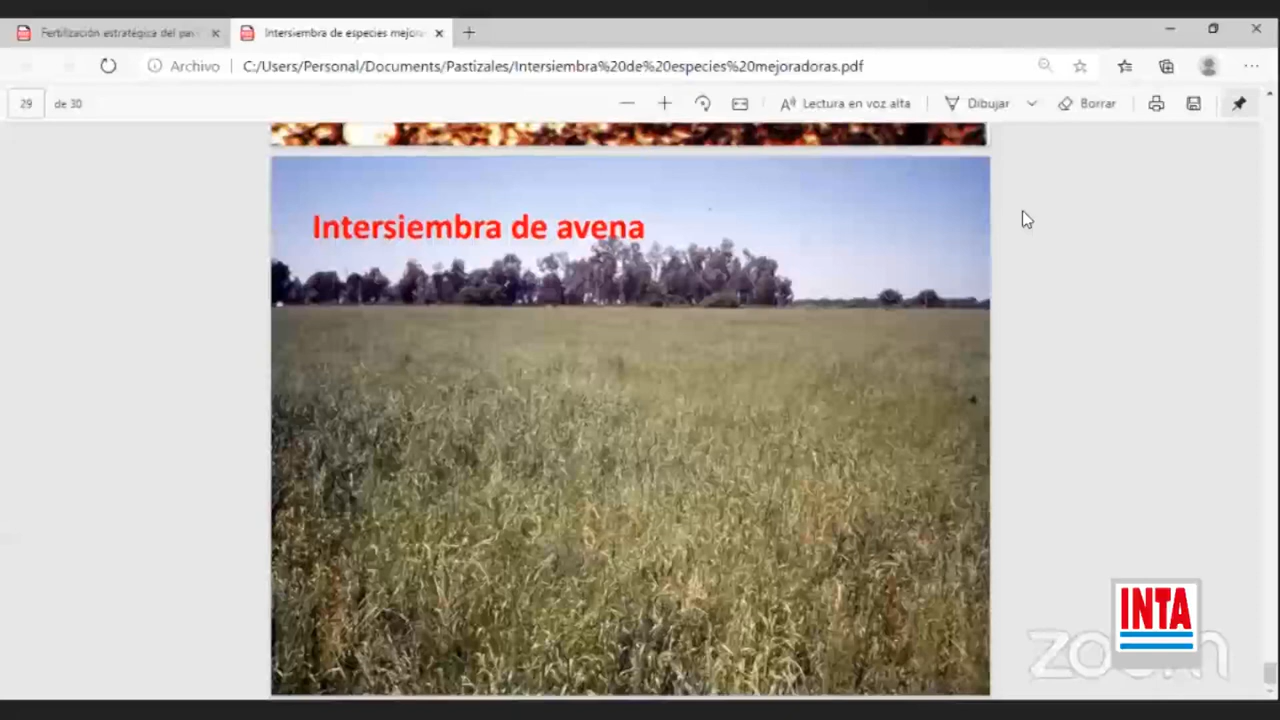 Fertilización estratégica del pas
Intersiembra de especies mejora
Archivo
C:/Users/Personal/Documents/Pastizales/Intersiembra%20de%20especies%20mejoradoras.pdf
29 de 30
Lectura en voz alta
Dibujar
Borrar
Intersiembra de avena
INTA
zoom